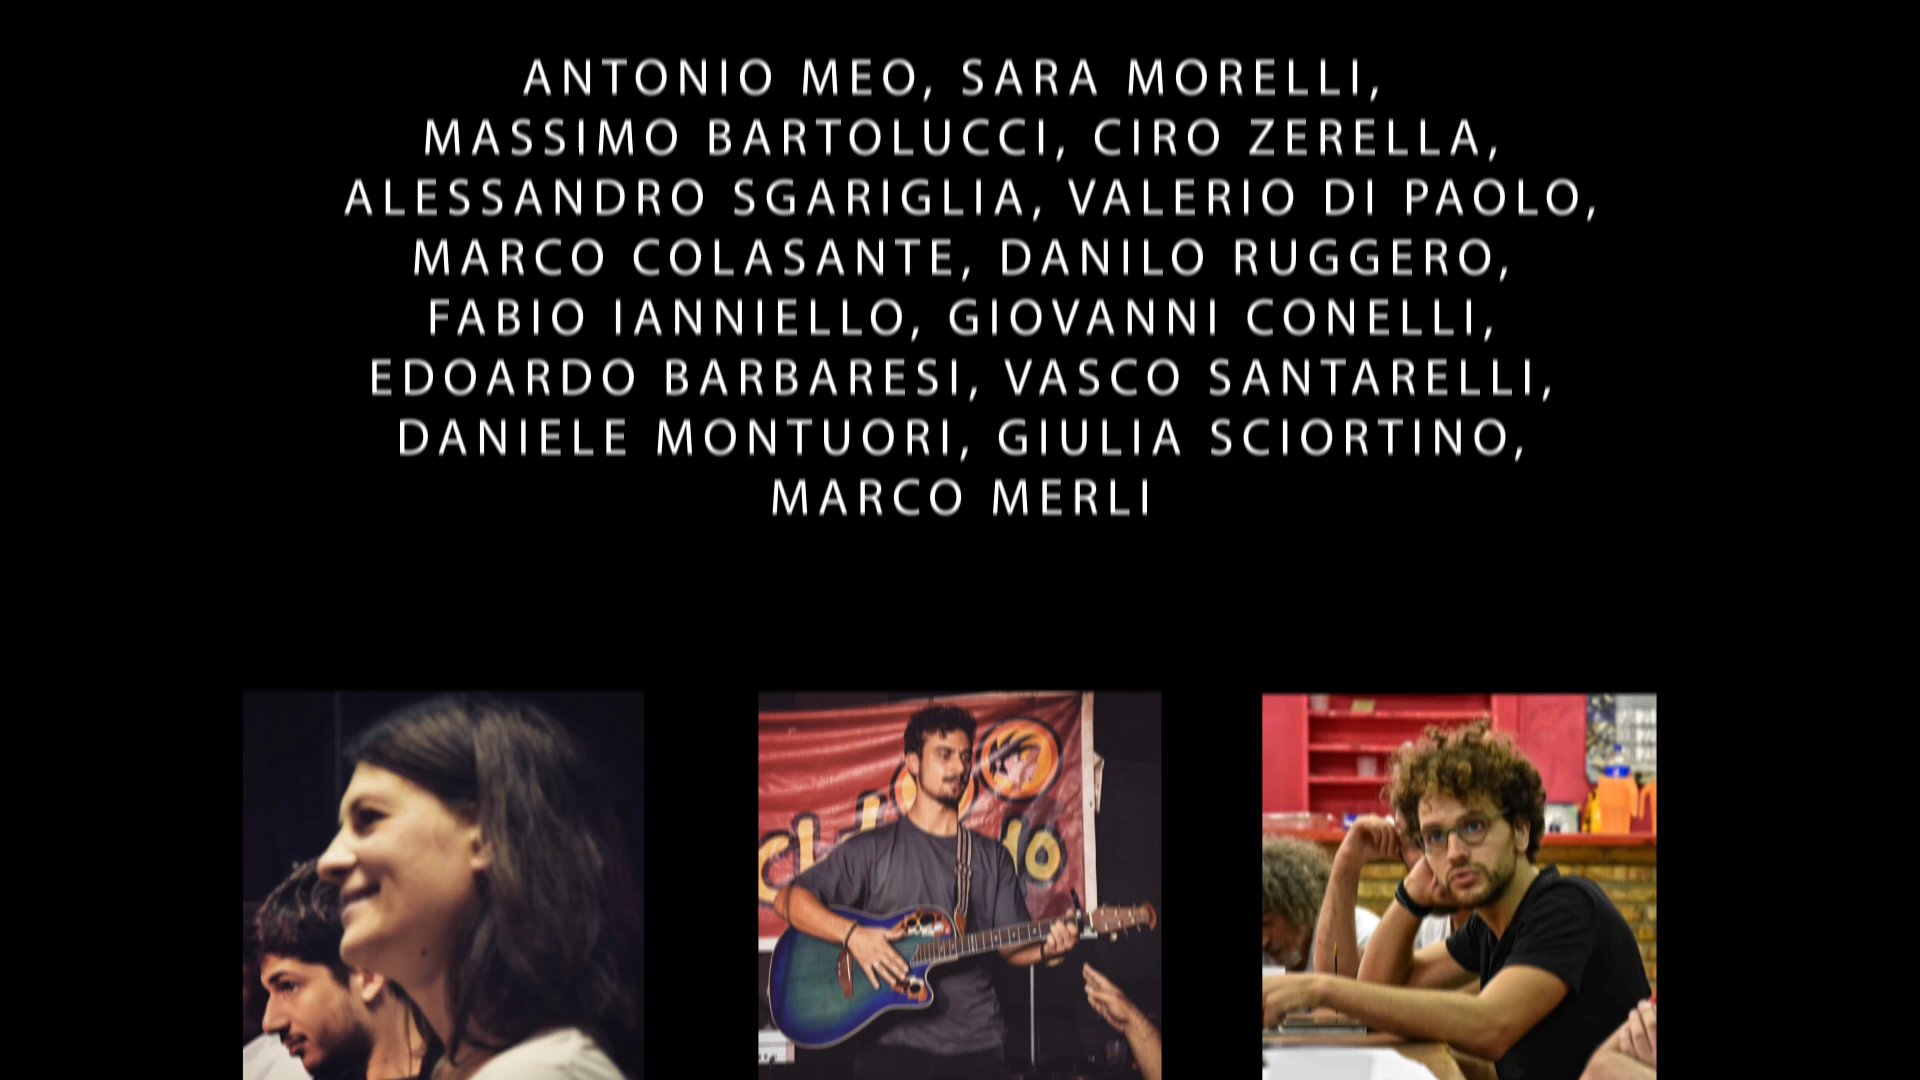 ANTONIO MEO, SARA MORELLI,
MASSIMO BARTOLUCCI, CIRO ZERELLA,
ALESSANDRO SGARIGLIA, VALERIO DI PAOLO,
MARCO COLASANTE, DANILO RUGGERO,
FABIO IANNIELLO, GIOVANNI CONELLI,
EDOARDO BARBARESI, VASCO SANTARELLI,
DANIELE MONTUORI, GIULIA SCIORTINO,
MARCO MERLI